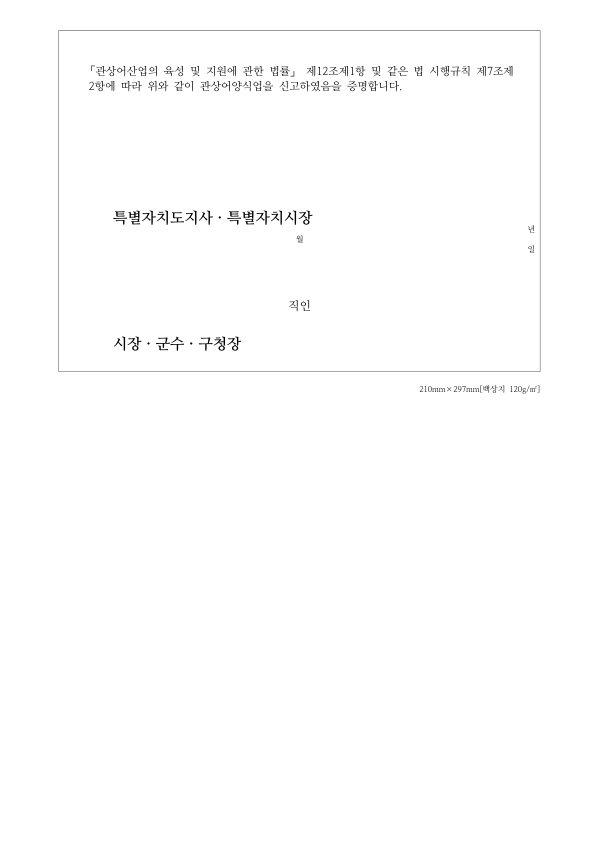 「관상어산업의 육성 및 지원에 관한 법률」 제12조제1항 및 같은 법 시행규칙 제7조제
2항에 따라 위와 같이 관상어양식업을 신고하였음을 증명합니다.
특별자치도지사ㆍ특별자치시장
년
월
일
직인
시장ㆍ군수ㆍ구청장
210mm×297mm[백상지 120g/㎡]